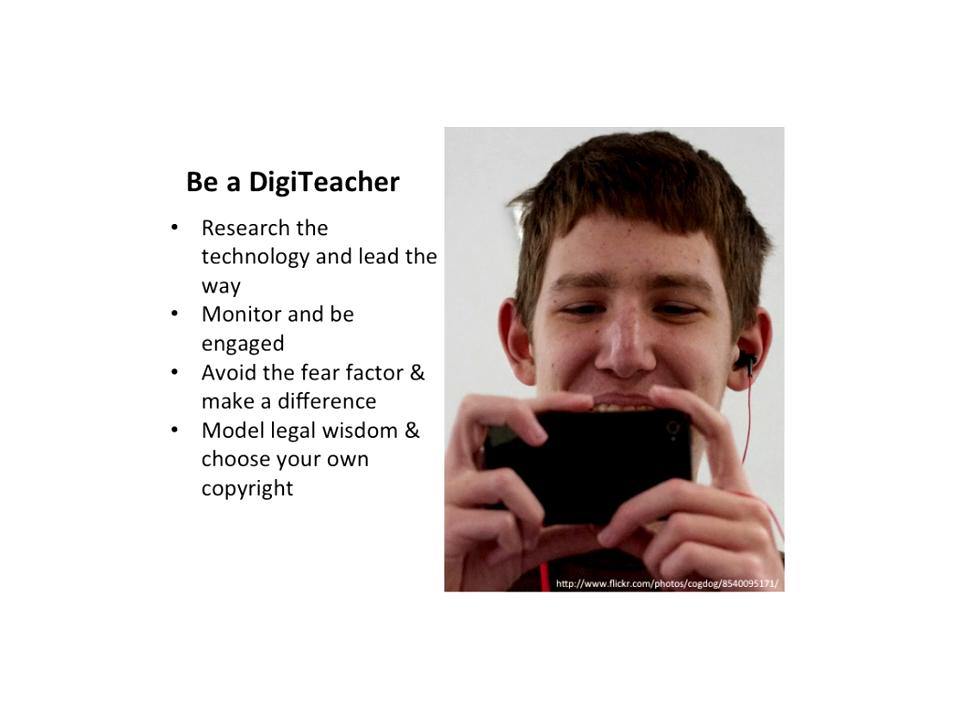 Be a DigiTeacher
• Research the
technology and lead the
way
• Monitor and be
engaged
• Avoid the fear factor &
make a difference
• Model legal wisdom &
choose your own
copyright
http://www.flickr.com/photos/cogdog/8540095171/